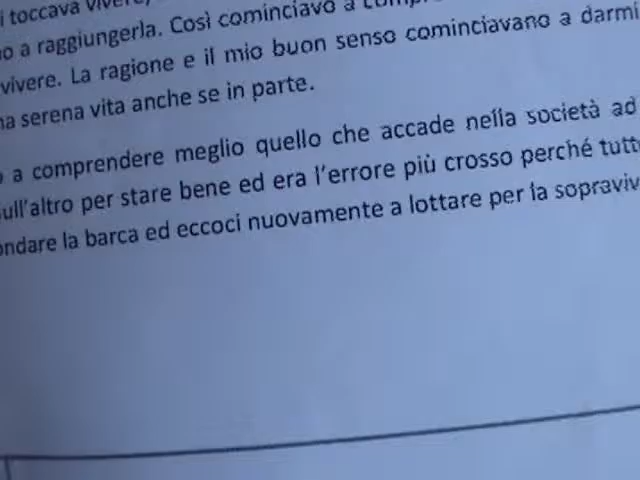 i toccava vivere,
o a raggiungerla. Così cominciavo a
vivere. La ragione e il mio buon senso cominciavano a darmi
na serena vita anche se in parte.
o a comprendere meglio quello che accade nella società ad
ull'altro per stare bene ed era l'errore più crosso perché tutt
ondare la barca ed eccoci nuovamente a lottare per la sopraviv